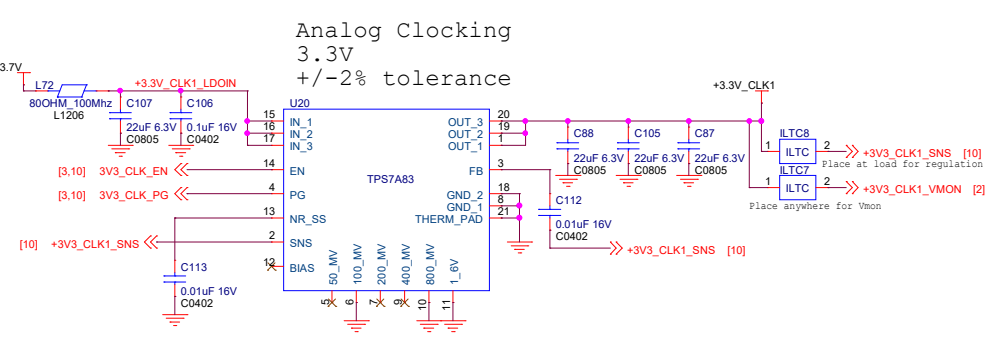 Analog Clocking
3.3V
+/-2% tolerance
3.7V
L72
80OHM_100Mhz
L1206
+3.3V_CLK1_LDOIN
C107
22uF 6.3V
C0805
C106
0.1uF 16V
C0402
U20
TPS7A83
15 IN_1
16 IN_2
17 IN_3
14 EN
4 PG
13 NR_SS
2 SNS
12 BIAS
[3,10] 3V3_CLK_EN
[3,10] 3V3_CLK_PG
[10] +3V3_CLK1_SNS
C113
0.01uF 16V
C0402
50_MV 5
100_MV 6
200_MV 7
400_MV 9
800_MV 10
1_6V 11
OUT_3 20
OUT_2 19
OUT_1 1
FB 3
GND_2 18
GND_1 8
THERM_PAD 21
C112
0.01uF 16V
C0402
+3V3_CLK1_SNS [10]
C88
22uF 6.3V
C0805
C105
22uF 6.3V
C0805
C87
22uF 6.3V
C0805
+3.3V_CLK1
ILTC8
1 ILTC 2
+3V3_CLK1_SNS [10]
Place at load for regulation
ILTC7
1 ILTC 2
+3V3_CLK1_VMON [2]
Place anywhere for Vmon